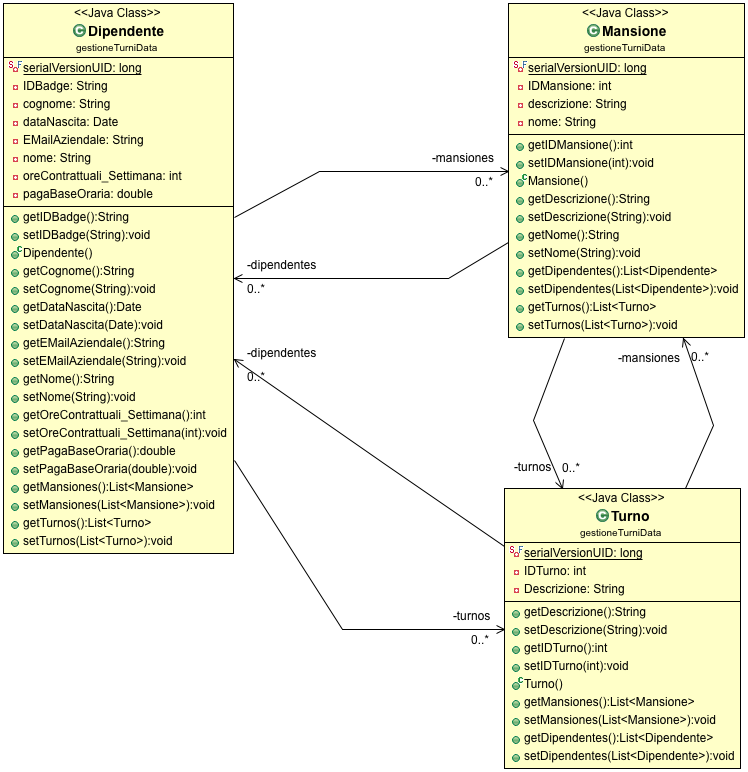 <<Java Class>>
Dipendente
gestioneTurniData
serialVersionUID: long
IDBadge: String
cognome: String
dataNascita: Date
EMailAziendale: String
nome: String
oreContrattuali_Settimana: int
pagaBaseOraria: double
getIDBadge():String
setIDBadge(String):void
Dipendente()
getCognome():String
setCognome(String):void
getDataNascita():Date
setDataNascita(Date):void
getEMailAziendale():String
setEMailAziendale(String):void
getNome():String
setNome(String):void
getOreContrattuali_Settimana():int
setOreContrattuali_Settimana(int):void
getPagaBaseOraria():double
setPagaBaseOraria(double):void
getMansiones():List<Mansione>
setMansiones(List<Mansione>):void
getTurnos():List<Turno>
setTurnos(List<Turno>):void
-mansiones
0..*
-dipendentes
0..*
-dipendentes
0..*
-turnos
0..*
<<Java Class>>
Mansione
gestioneTurniData
serialVersionUID: long
IDMansione: int
descrizione: String
nome: String
getIDMansione():int
setIDMansione(int):void
Mansione()
getDescrizione():String
setDescrizione(String):void
getNome():String
setNome(String):void
getDipendentes():List<Dipendente>
setDipendentes(List<Dipendente>):void
getTurnos():List<Turno>
setTurnos(List<Turno>):void
-mansiones
0..*
-turnos
0..*
<<Java Class>>
Turno
gestioneTurniData
serialVersionUID: long
IDTurno: int
Descrizione: String
getDescrizione():String
setDescrizione(String):void
getIDTurno():int
setIDTurno(int):void
Turno()
getMansiones():List<Mansione>
setMansiones(List<Mansione>):void
getDipendentes():List<Dipendente>
setDipendentes(List<Dipendente>):void